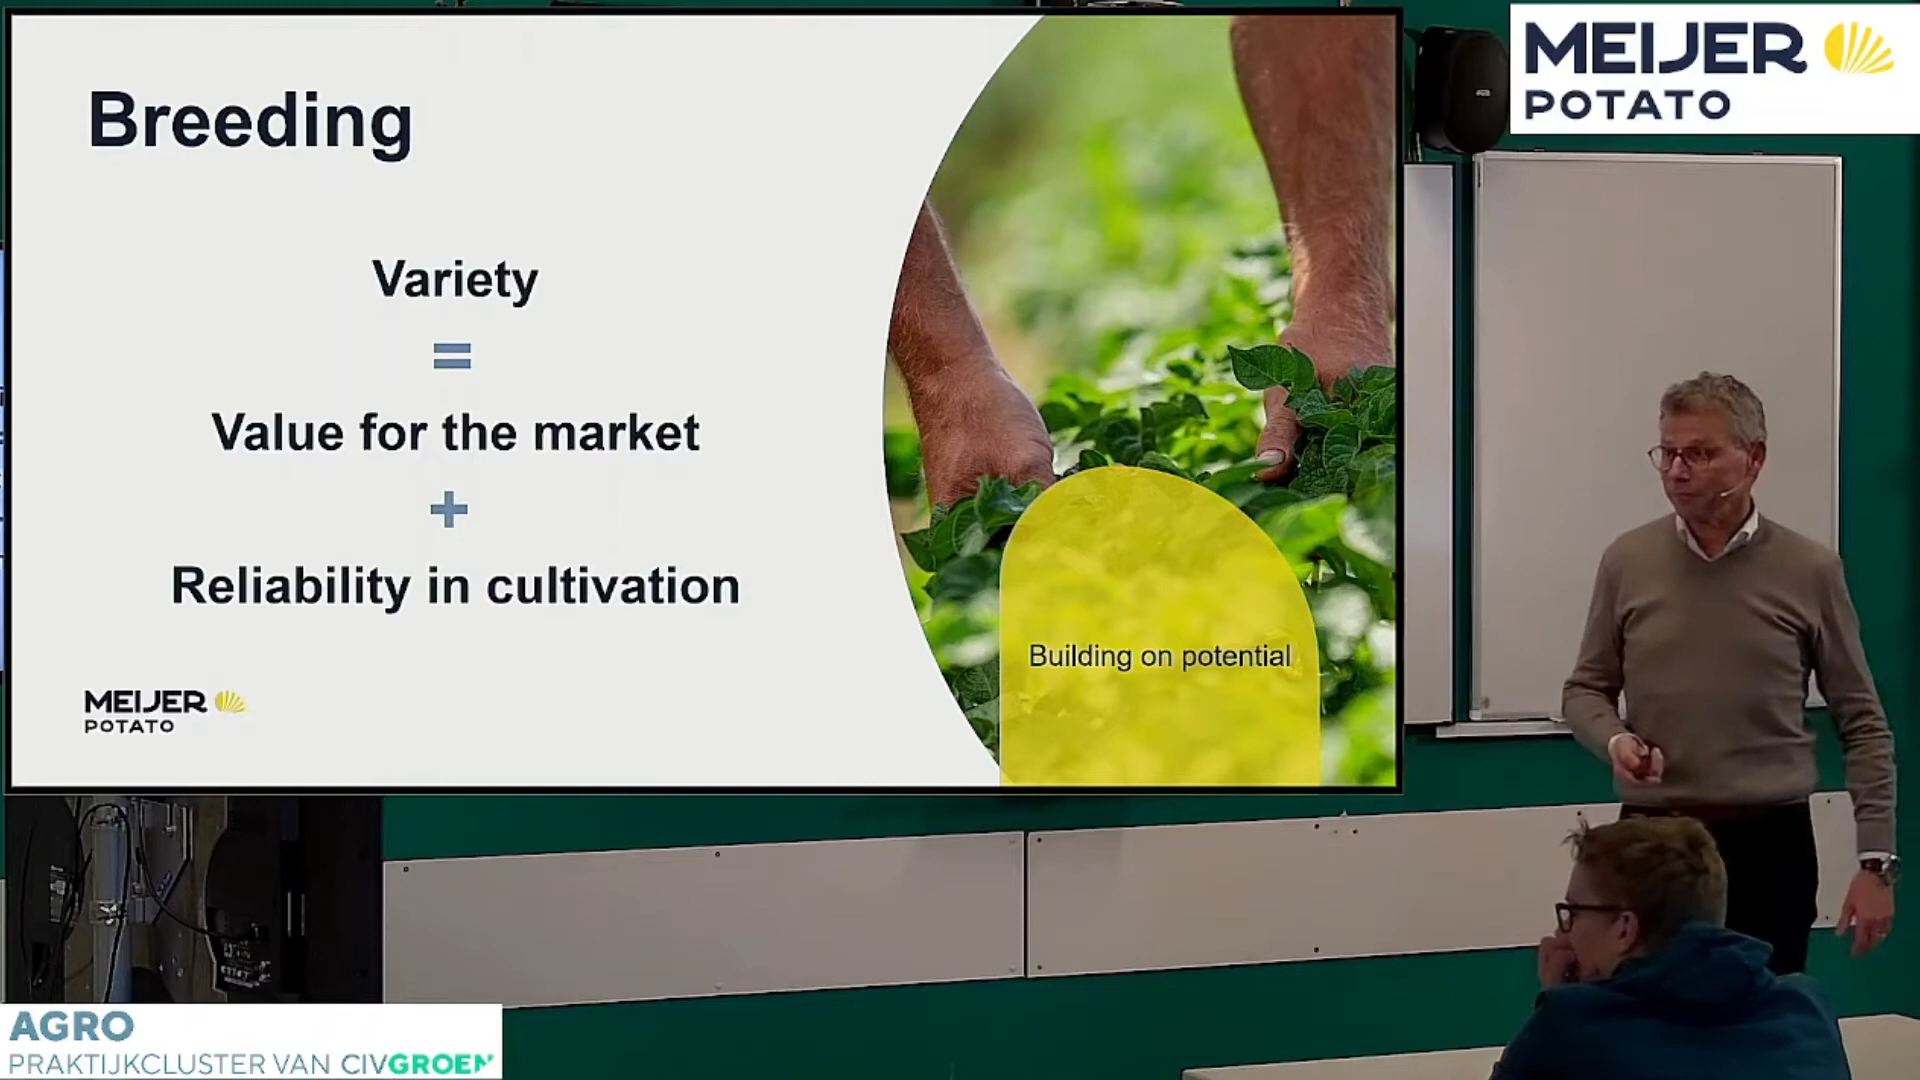 Breeding
Variety
=
Value for the market
+
Reliability in cultivation
Building on potential
MEIJER
POTATO
MEIJER
POTATO
AGRO
PRAKTIJKCLUSTER VAN CIVGROEN